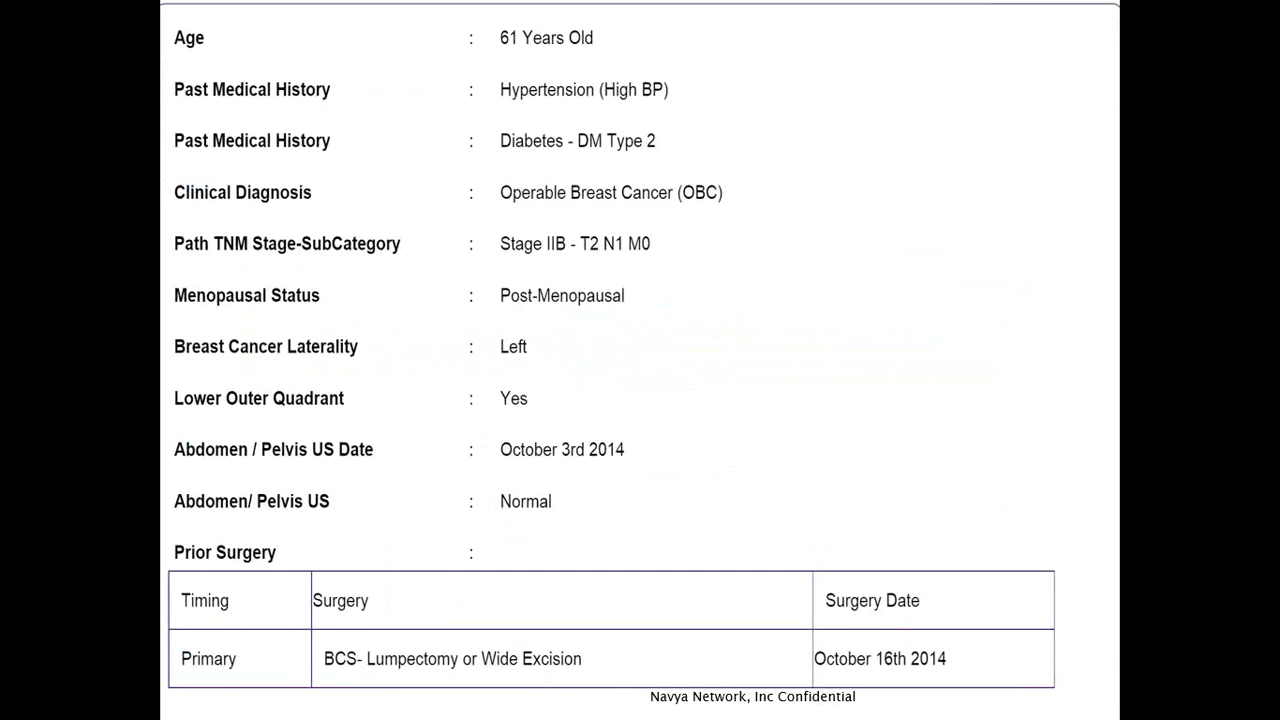 Age : 61 Years Old
Past Medical History : Hypertension (High BP)
Past Medical History : Diabetes - DM Type 2
Clinical Diagnosis : Operable Breast Cancer (OBC)
Path TNM Stage-SubCategory : Stage IIB - T2 N1 M0
Menopausal Status : Post-Menopausal
Breast Cancer Laterality : Left
Lower Outer Quadrant : Yes
Abdomen / Pelvis US Date : October 3rd 2014
Abdomen/ Pelvis US : Normal
Prior Surgery :
Timing Surgery Surgery Date
Primary BCS- Lumpectomy or Wide Excision October 16th 2014
Navya Network, Inc Confidential